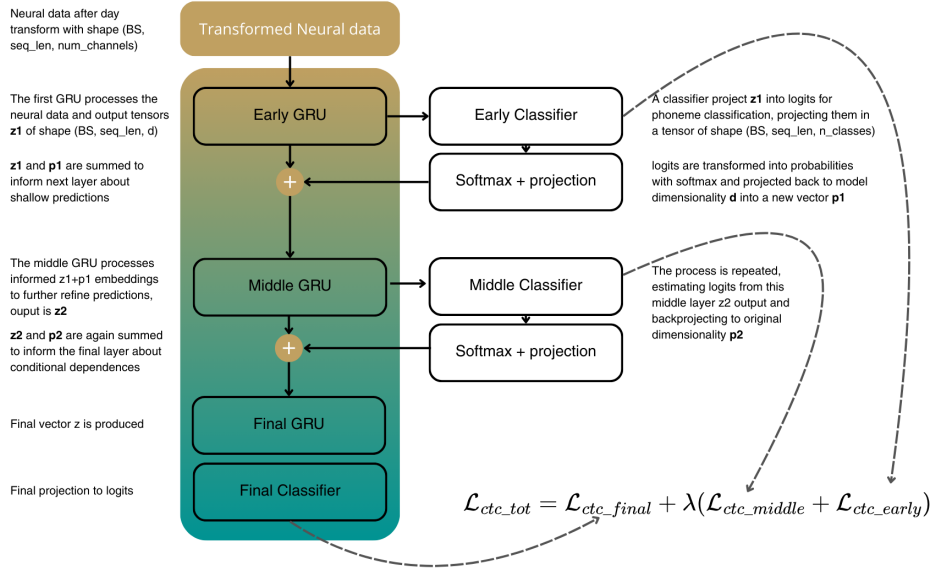 Neural data after day
transform with shape (BS,
seq_len, num_channels)
Transformed Neural data
The first GRU processes the
neural data and output tensors
z1 of shape (BS, seq_len, d)
Early GRU
Early Classifier
A classifier project z1 into logits for
phoneme classification, projecting them in
a tensor of shape (BS, seq_len, n_classes)
z1 and p1 are summed to
inform next layer about
shallow predictions
+
Softmax + projection
logits are transformed into probabilities
with softmax and projected back to model
dimensionality d into a new vector p1
The middle GRU processes
informed z1+p1 embeddings
to further refine predictions,
ouput is z2
Middle GRU
Middle Classifier
The process is repeated,
estimating logits from this
middle layer z2 output and
backprojecting to original
dimensionality p2
z2 and p2 are again summed
to inform the final layer about
conditional dependences
+
Softmax + projection
Final vector z is produced
Final GRU
Final projection to logits
Final Classifier
ℒctc_tot = ℒctc_final + λ(ℒctc_middle + ℒctc_early)